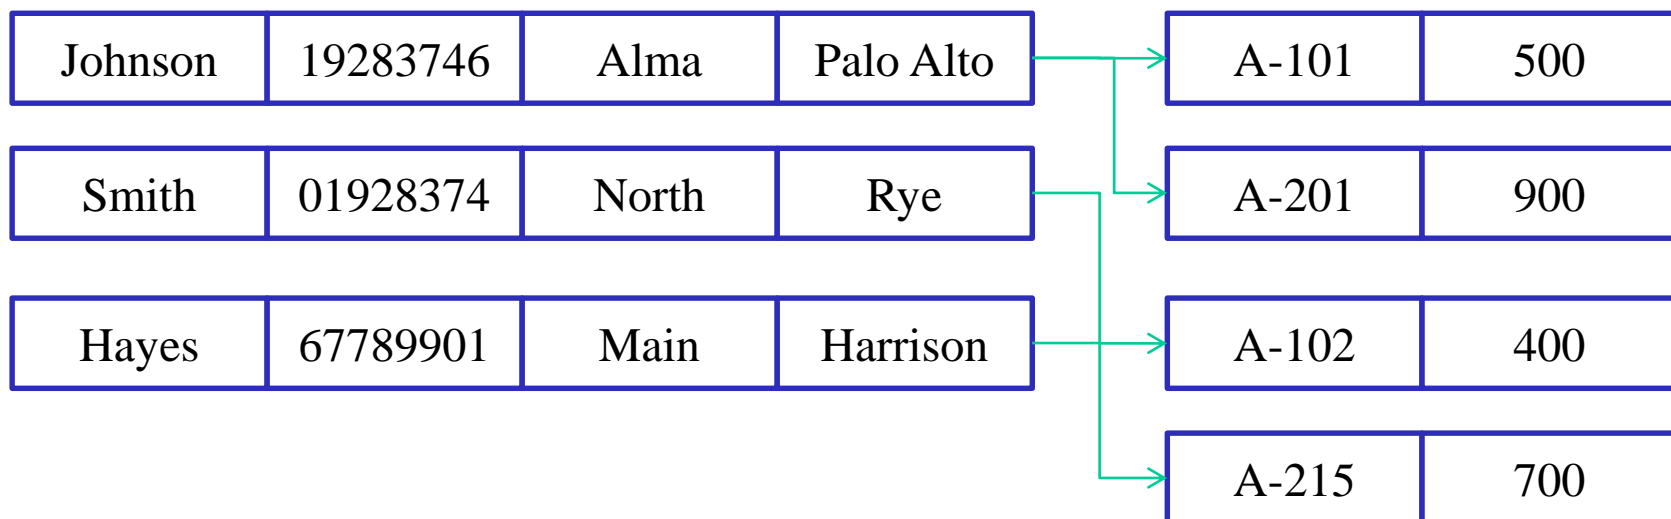 Johnson 19283746 Alma Palo Alto A-101 500
Smith 01928374 North Rye A-201 900
Hayes 67789901 Main Harrison A-102 400
A-215 700